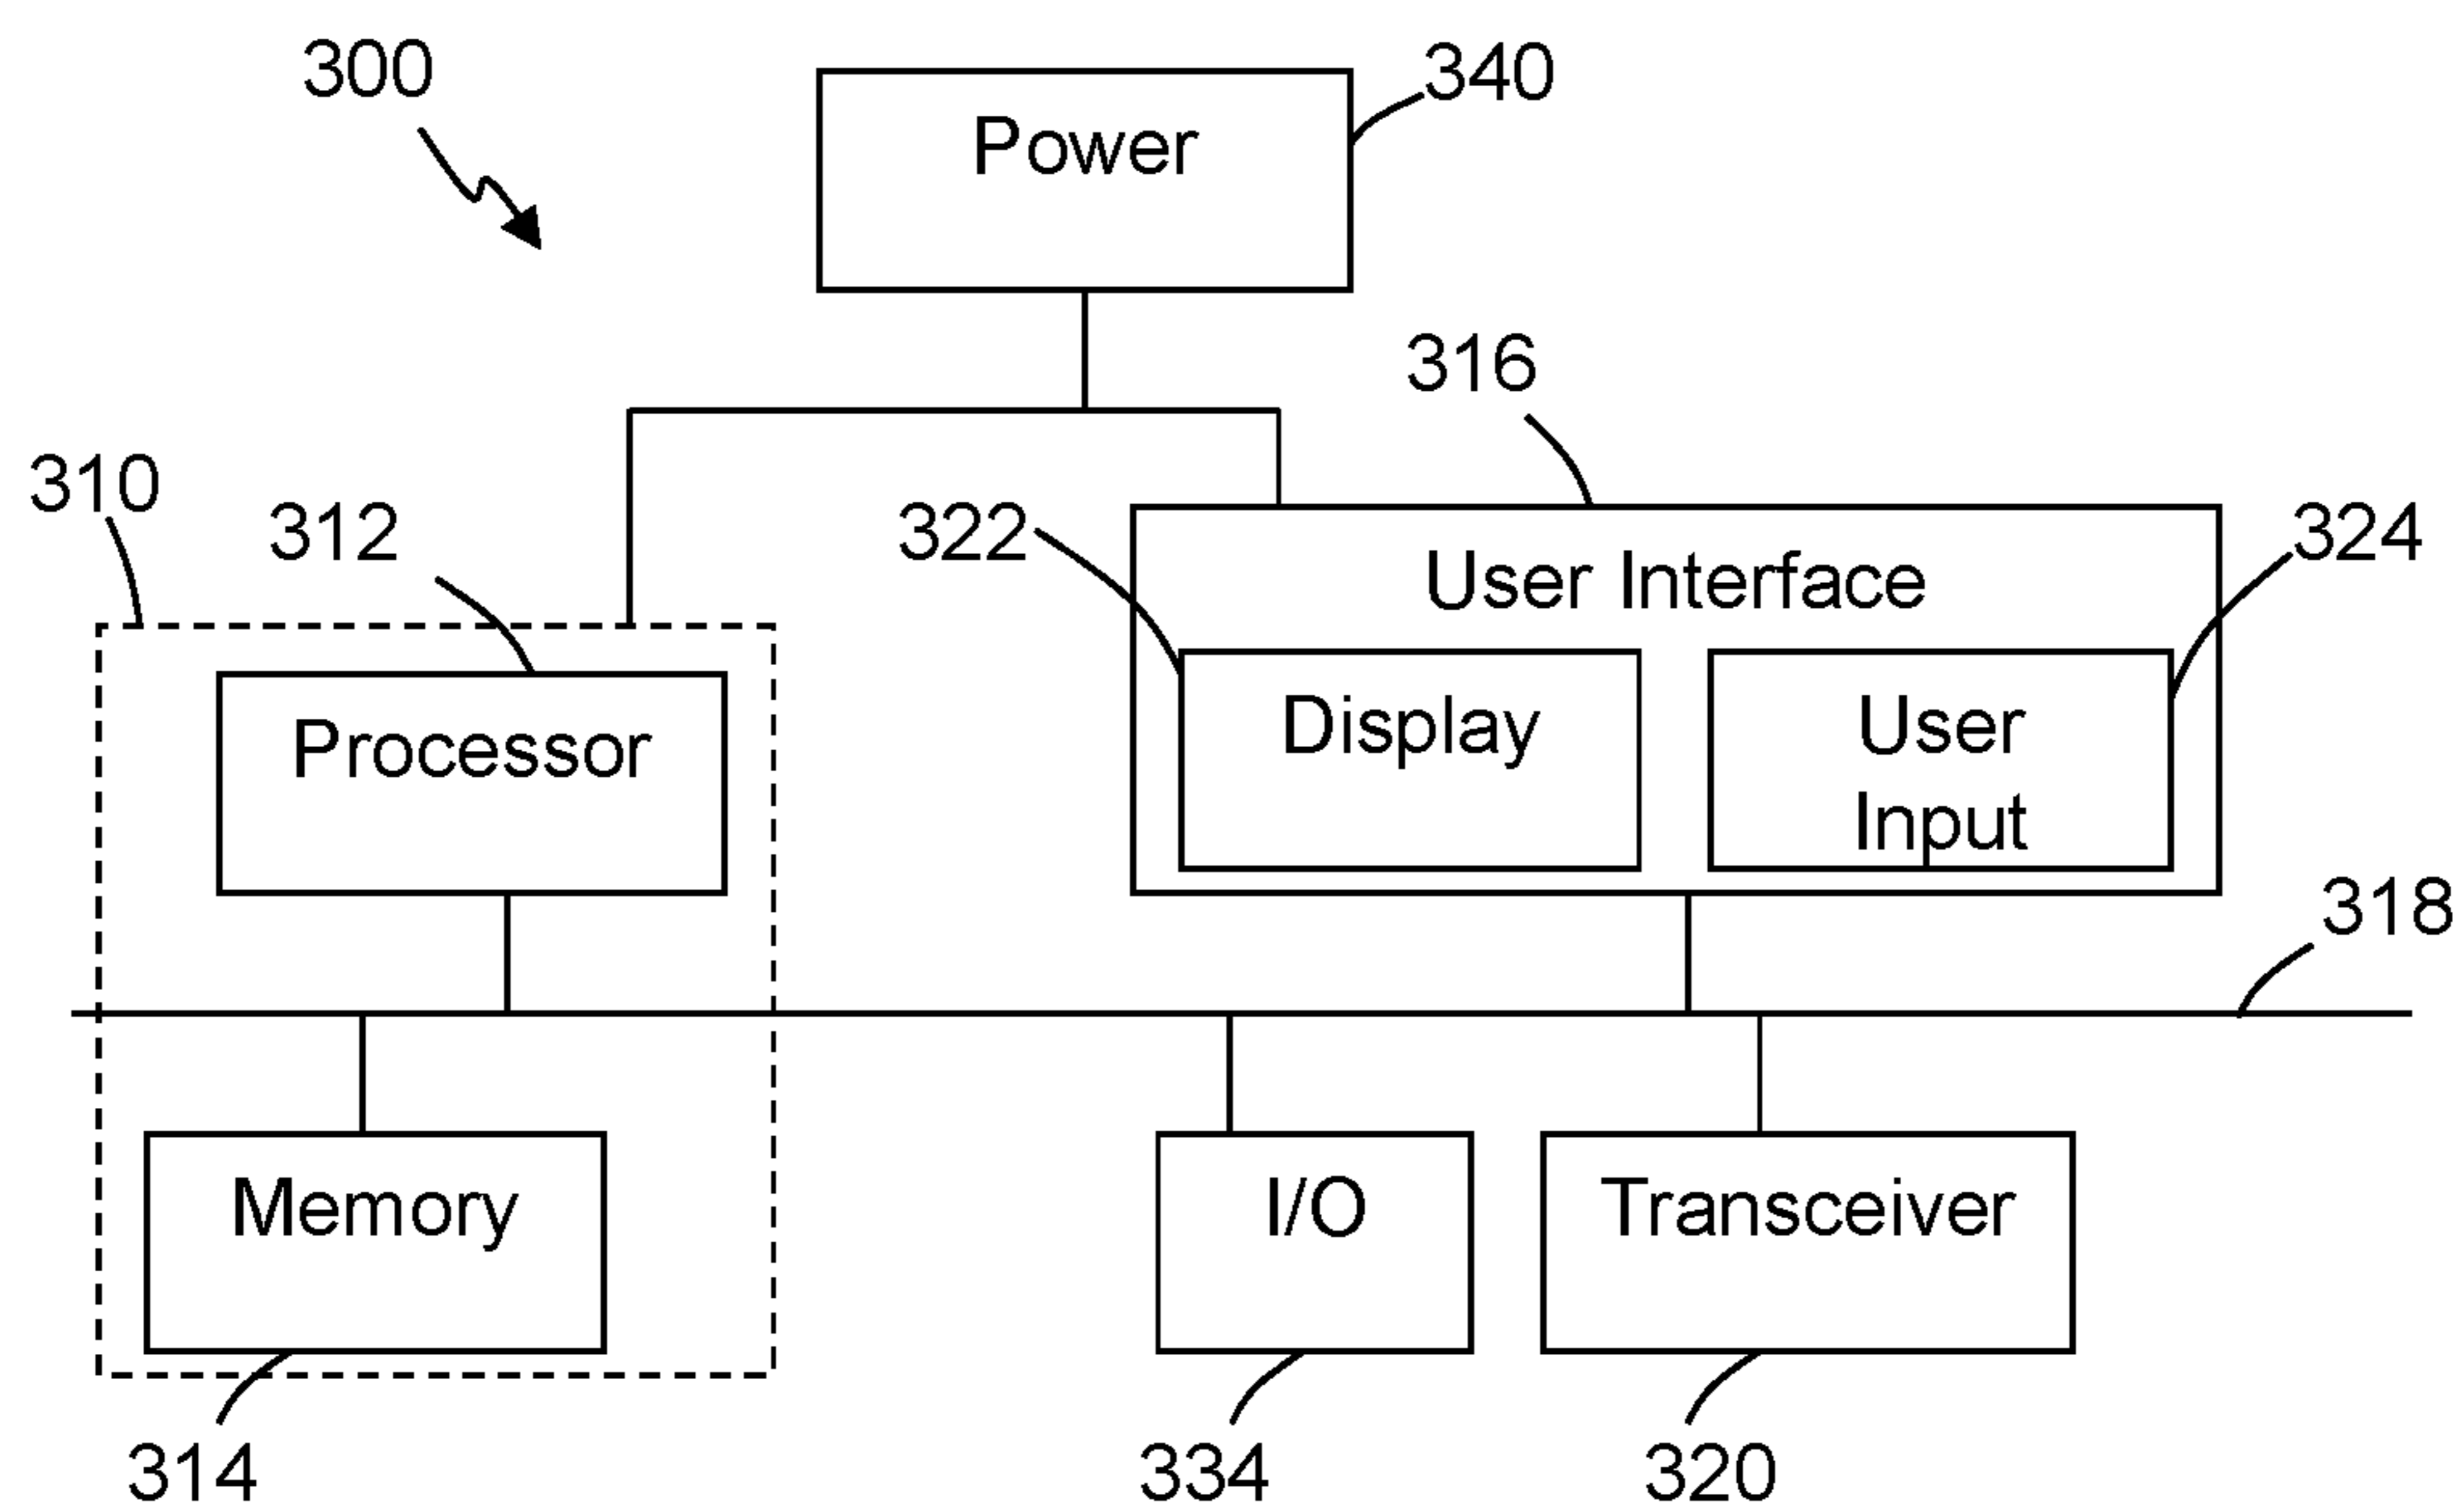 300
Power
340
316
310
312
322
User Interface
324
Processor
Display
User
Input
318
Memory
I/O
Transceiver
314
334
320